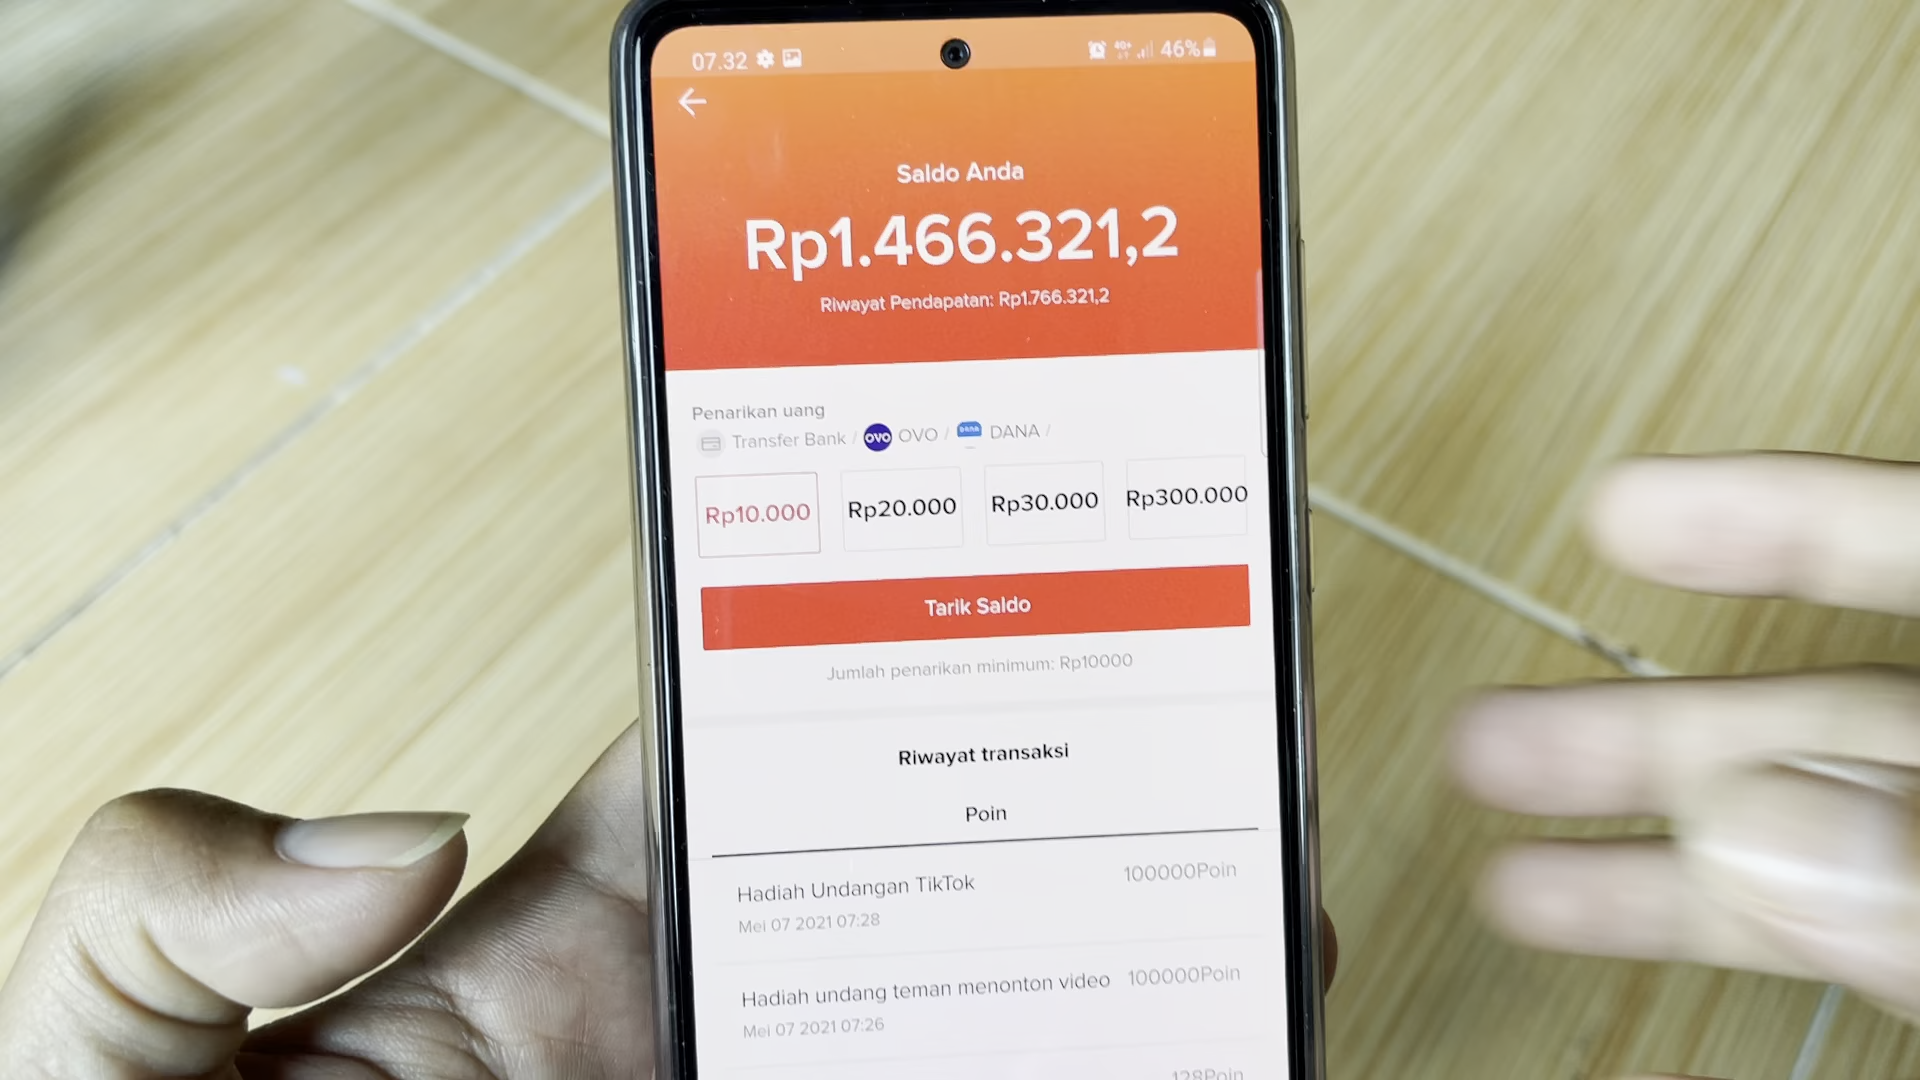 07.32 46%
Saldo Anda
Rp1.466.321,2
Riwayat Pendapatan: Rp1.766.321,2
Penarikan uang
Transfer Bank / OVO OVO / DANA DANA /
Rp10.000 Rp20.000 Rp30.000 Rp300.000
Tarik Saldo
Jumlah penarikan minimum: Rp10000
Riwayat transaksi
Poin
Hadiah Undangan TikTok 100000Poin
Mei 07 2021 07:28
Hadiah undang teman menonton video 100000Poin
Mei 07 2021 07:26
128Poin